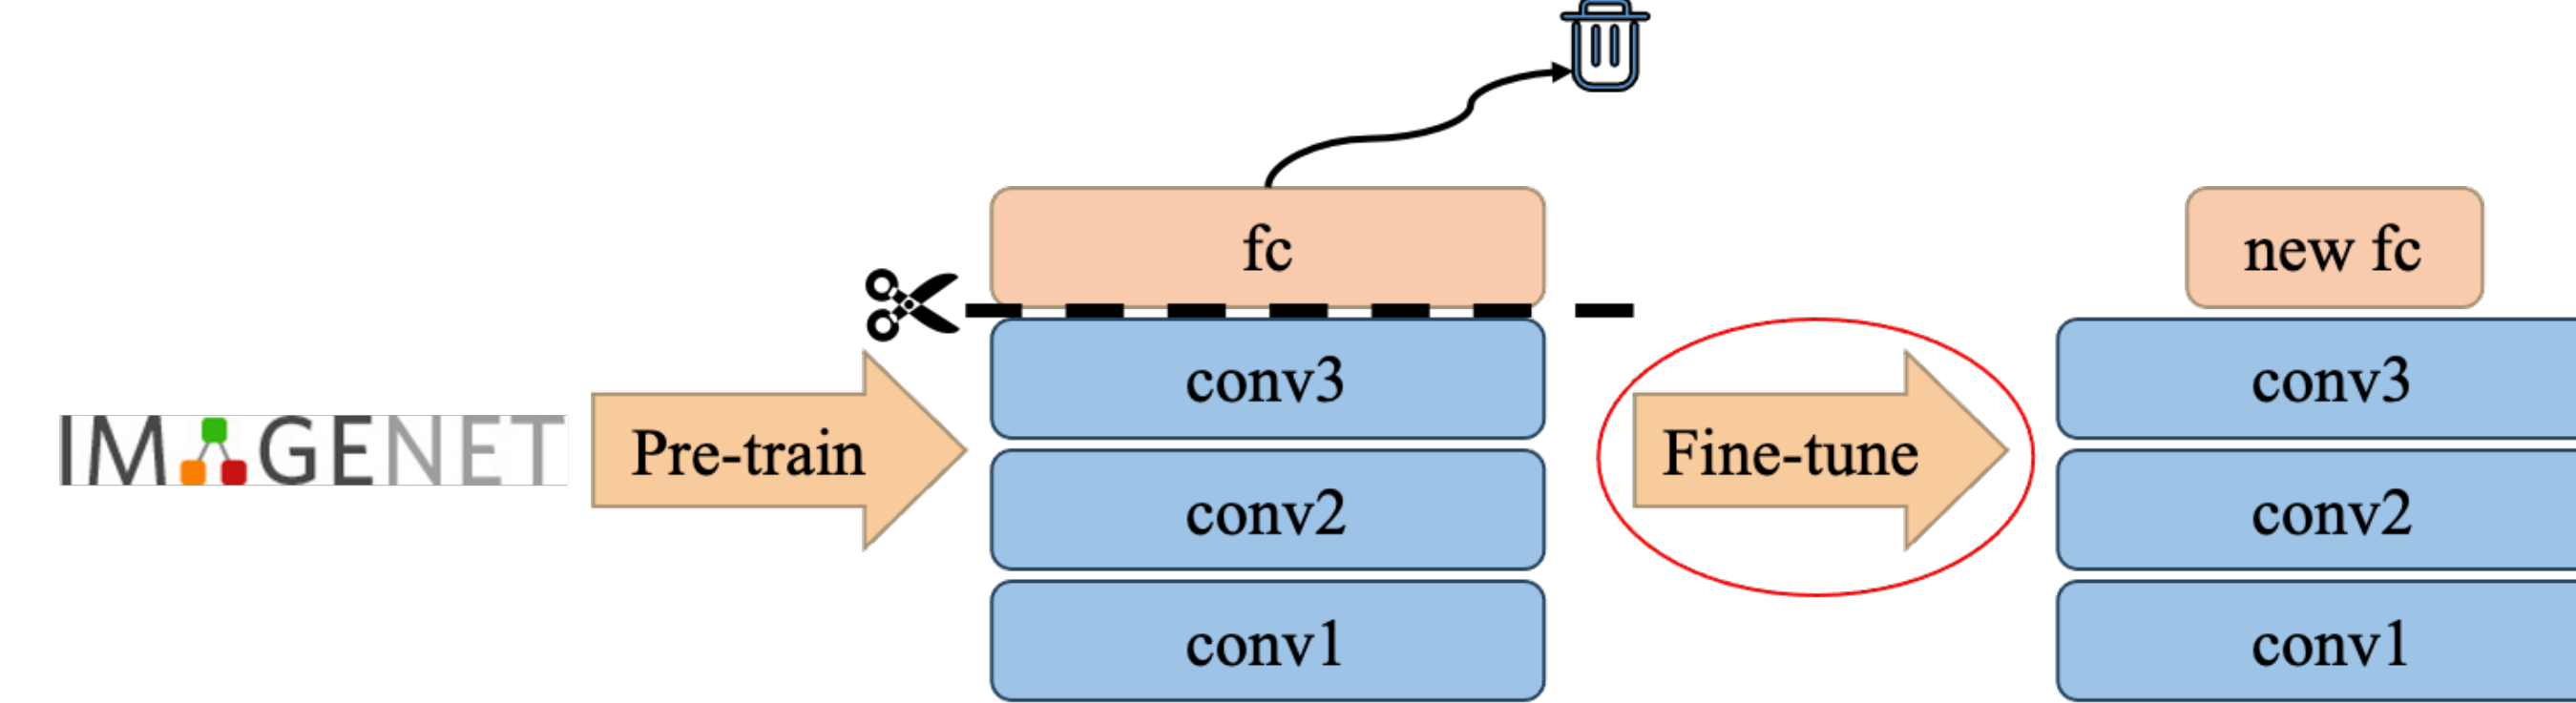 IMAGENET
Pre-train
fc
conv3
conv2
conv1
Fine-tune
new fc
conv3
conv2
conv1